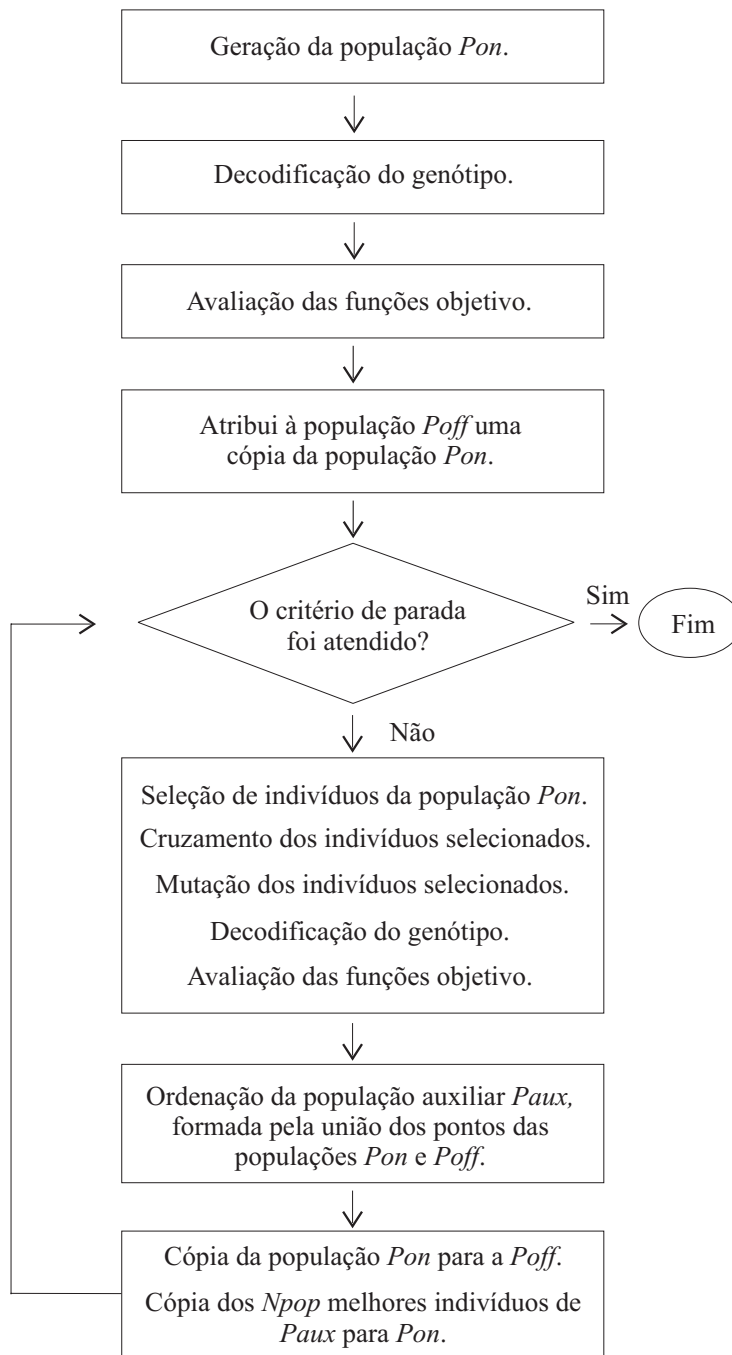 Geração da população Pon.
Decodificação do genótipo.
Avaliação das funções objetivo.
Atribui à população Poff uma
cópia da população Pon.
O critério de parada
foi atendido?
Sim
Fim
Não
Seleção de indivíduos da população Pon.
Cruzamento dos indivíduos selecionados.
Mutação dos indivíduos selecionados.
Decodificação do genótipo.
Avaliação das funções objetivo.
Ordenação da população auxiliar Paux,
formada pela união dos pontos das
populações Pon e Poff.
Cópia da população Pon para a Poff.
Cópia dos Npop melhores indivíduos de
Paux para Pon.